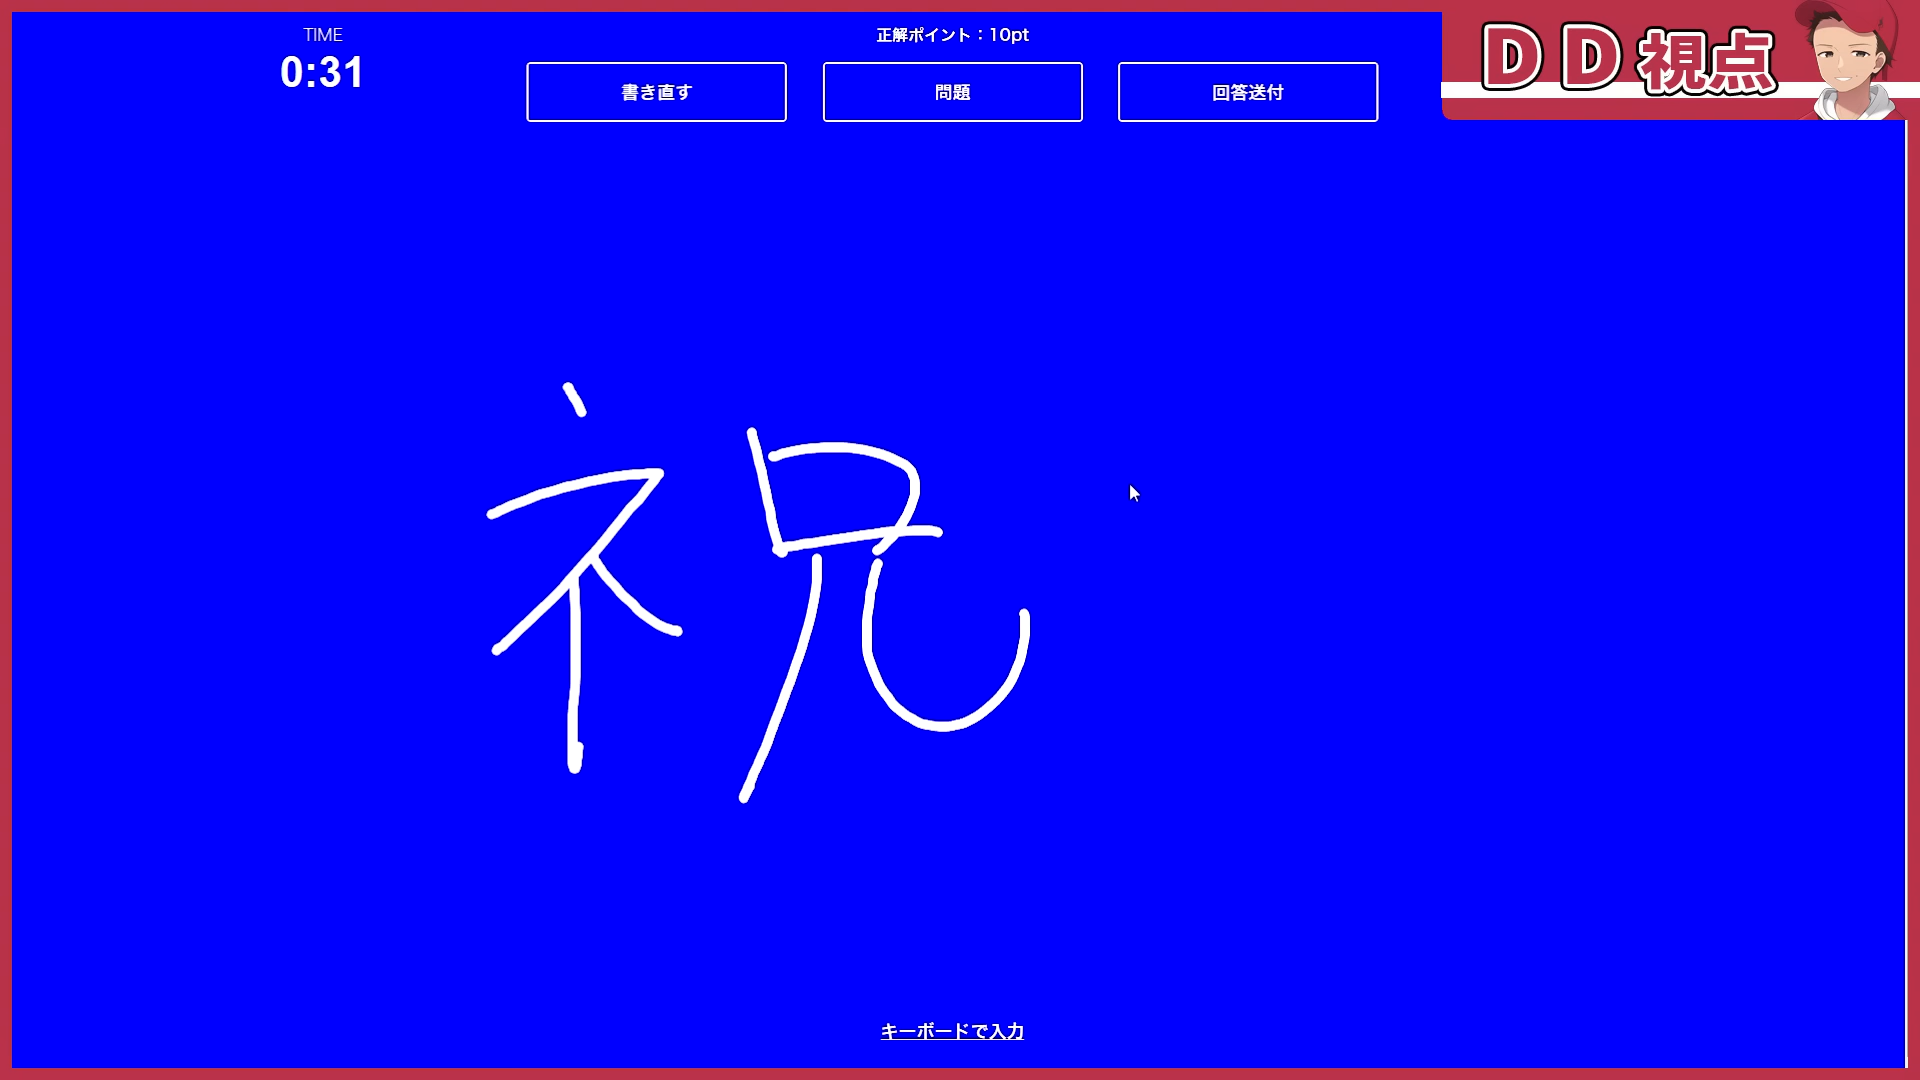 TIME
0:31
正解ポイント：10pt
書き直す
問題
回答送付
DD視点
祝
キーボードで入力